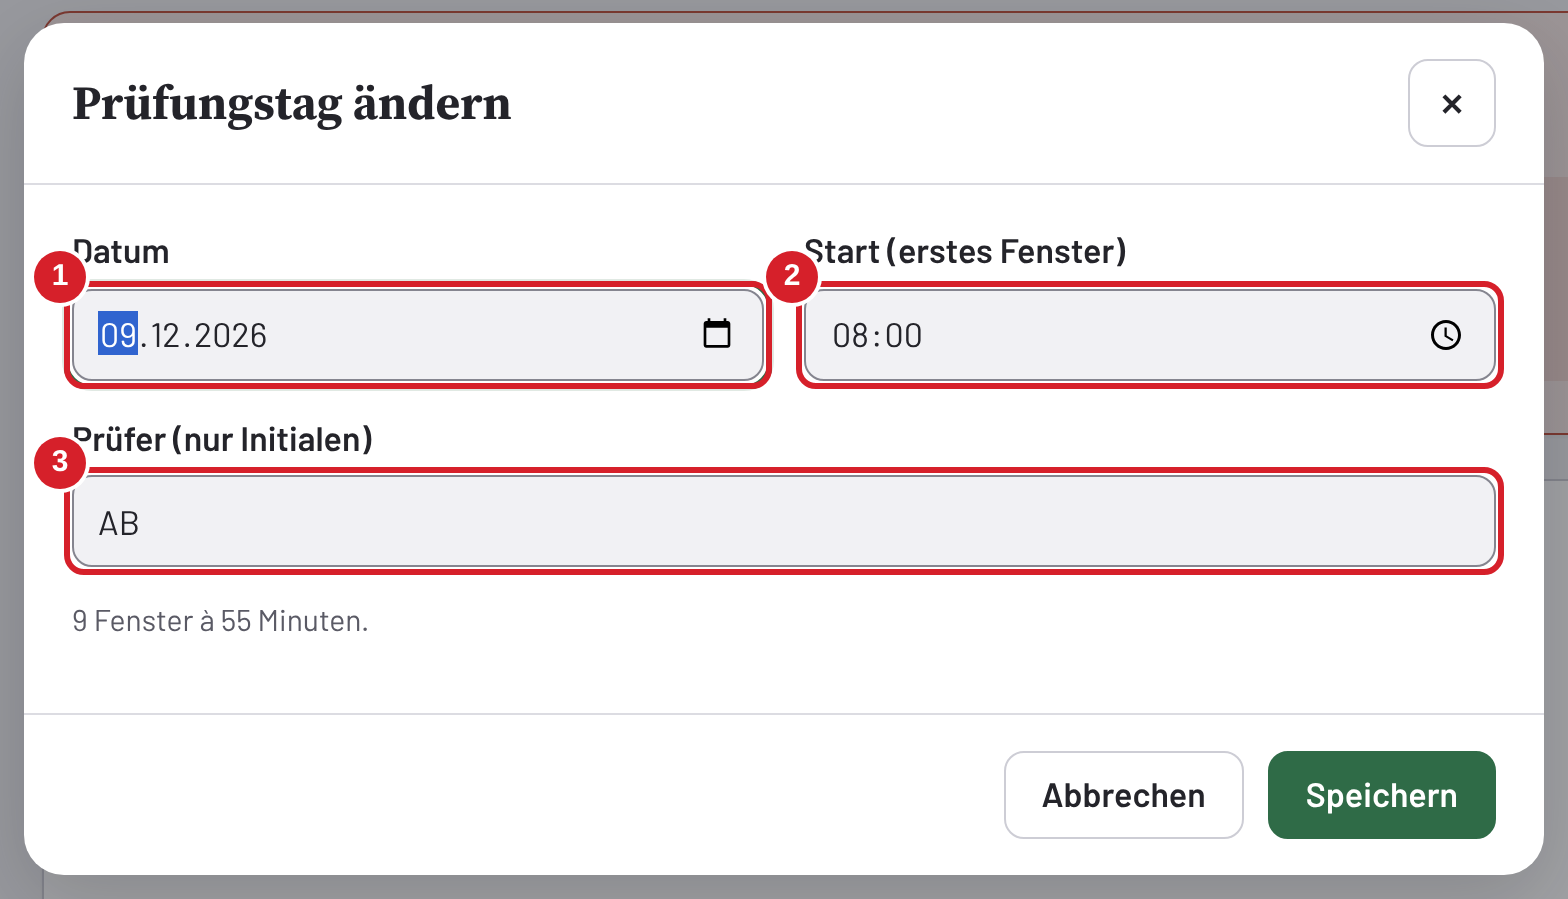 Prüfungstag ändern
×
Datum
Start (erstes Fenster)
1
2
09.12.2026
08:00
Prüfer (nur Initialen)
3
AB
9 Fenster à 55 Minuten.
Abbrechen
Speichern